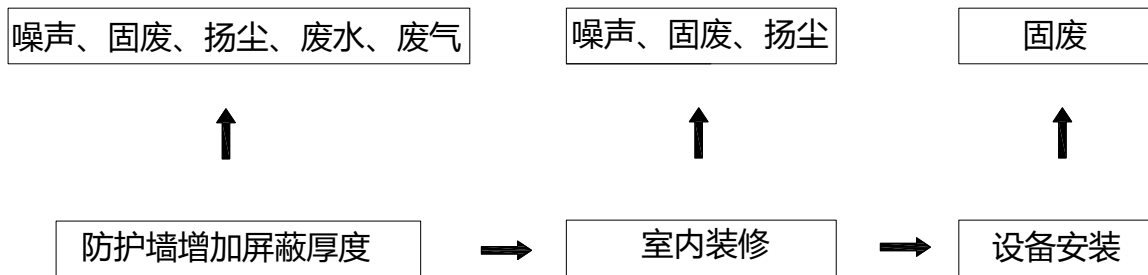 噪声、固废、扬尘、废水、废气
噪声、固废、扬尘
固废
防护墙增加屏蔽厚度
室内装修
设备安装